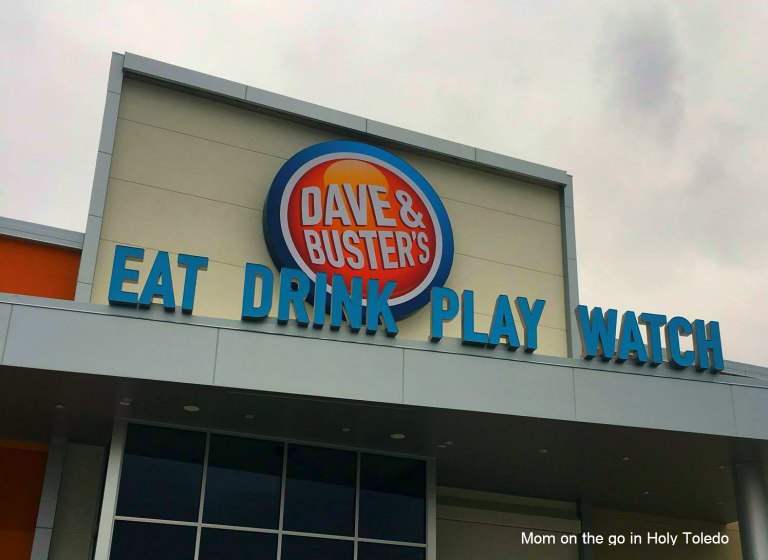 DAVE &
BUSTER'S
EAT DRINK PLAY WATCH
Mom on the go in Holy Toledo